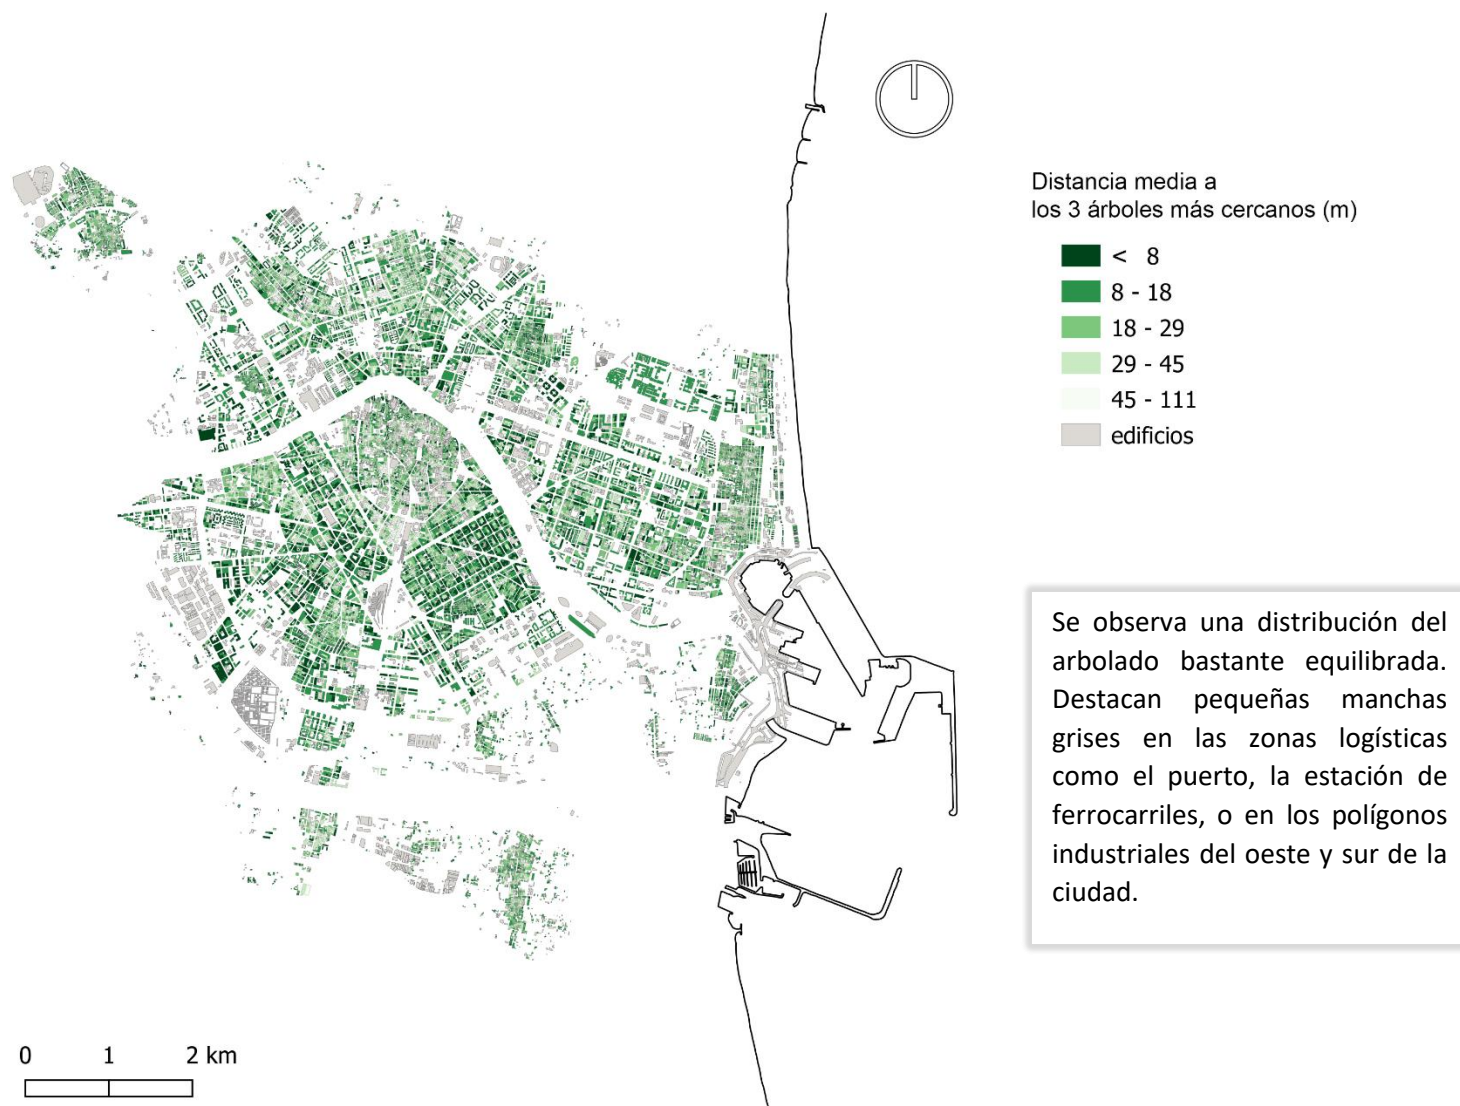 Distancia media a
los 3 árboles más cercanos (m)
< 8
8 - 18
18 - 29
29 - 45
45 - 111
edificios
Se observa una distribución del
arbolado bastante equilibrada.
Destacan pequeñas manchas
grises en las zonas logísticas
como el puerto, la estación de
ferrocarriles, o en los polígonos
industriales del oeste y sur de la
ciudad.
0 1 2 km